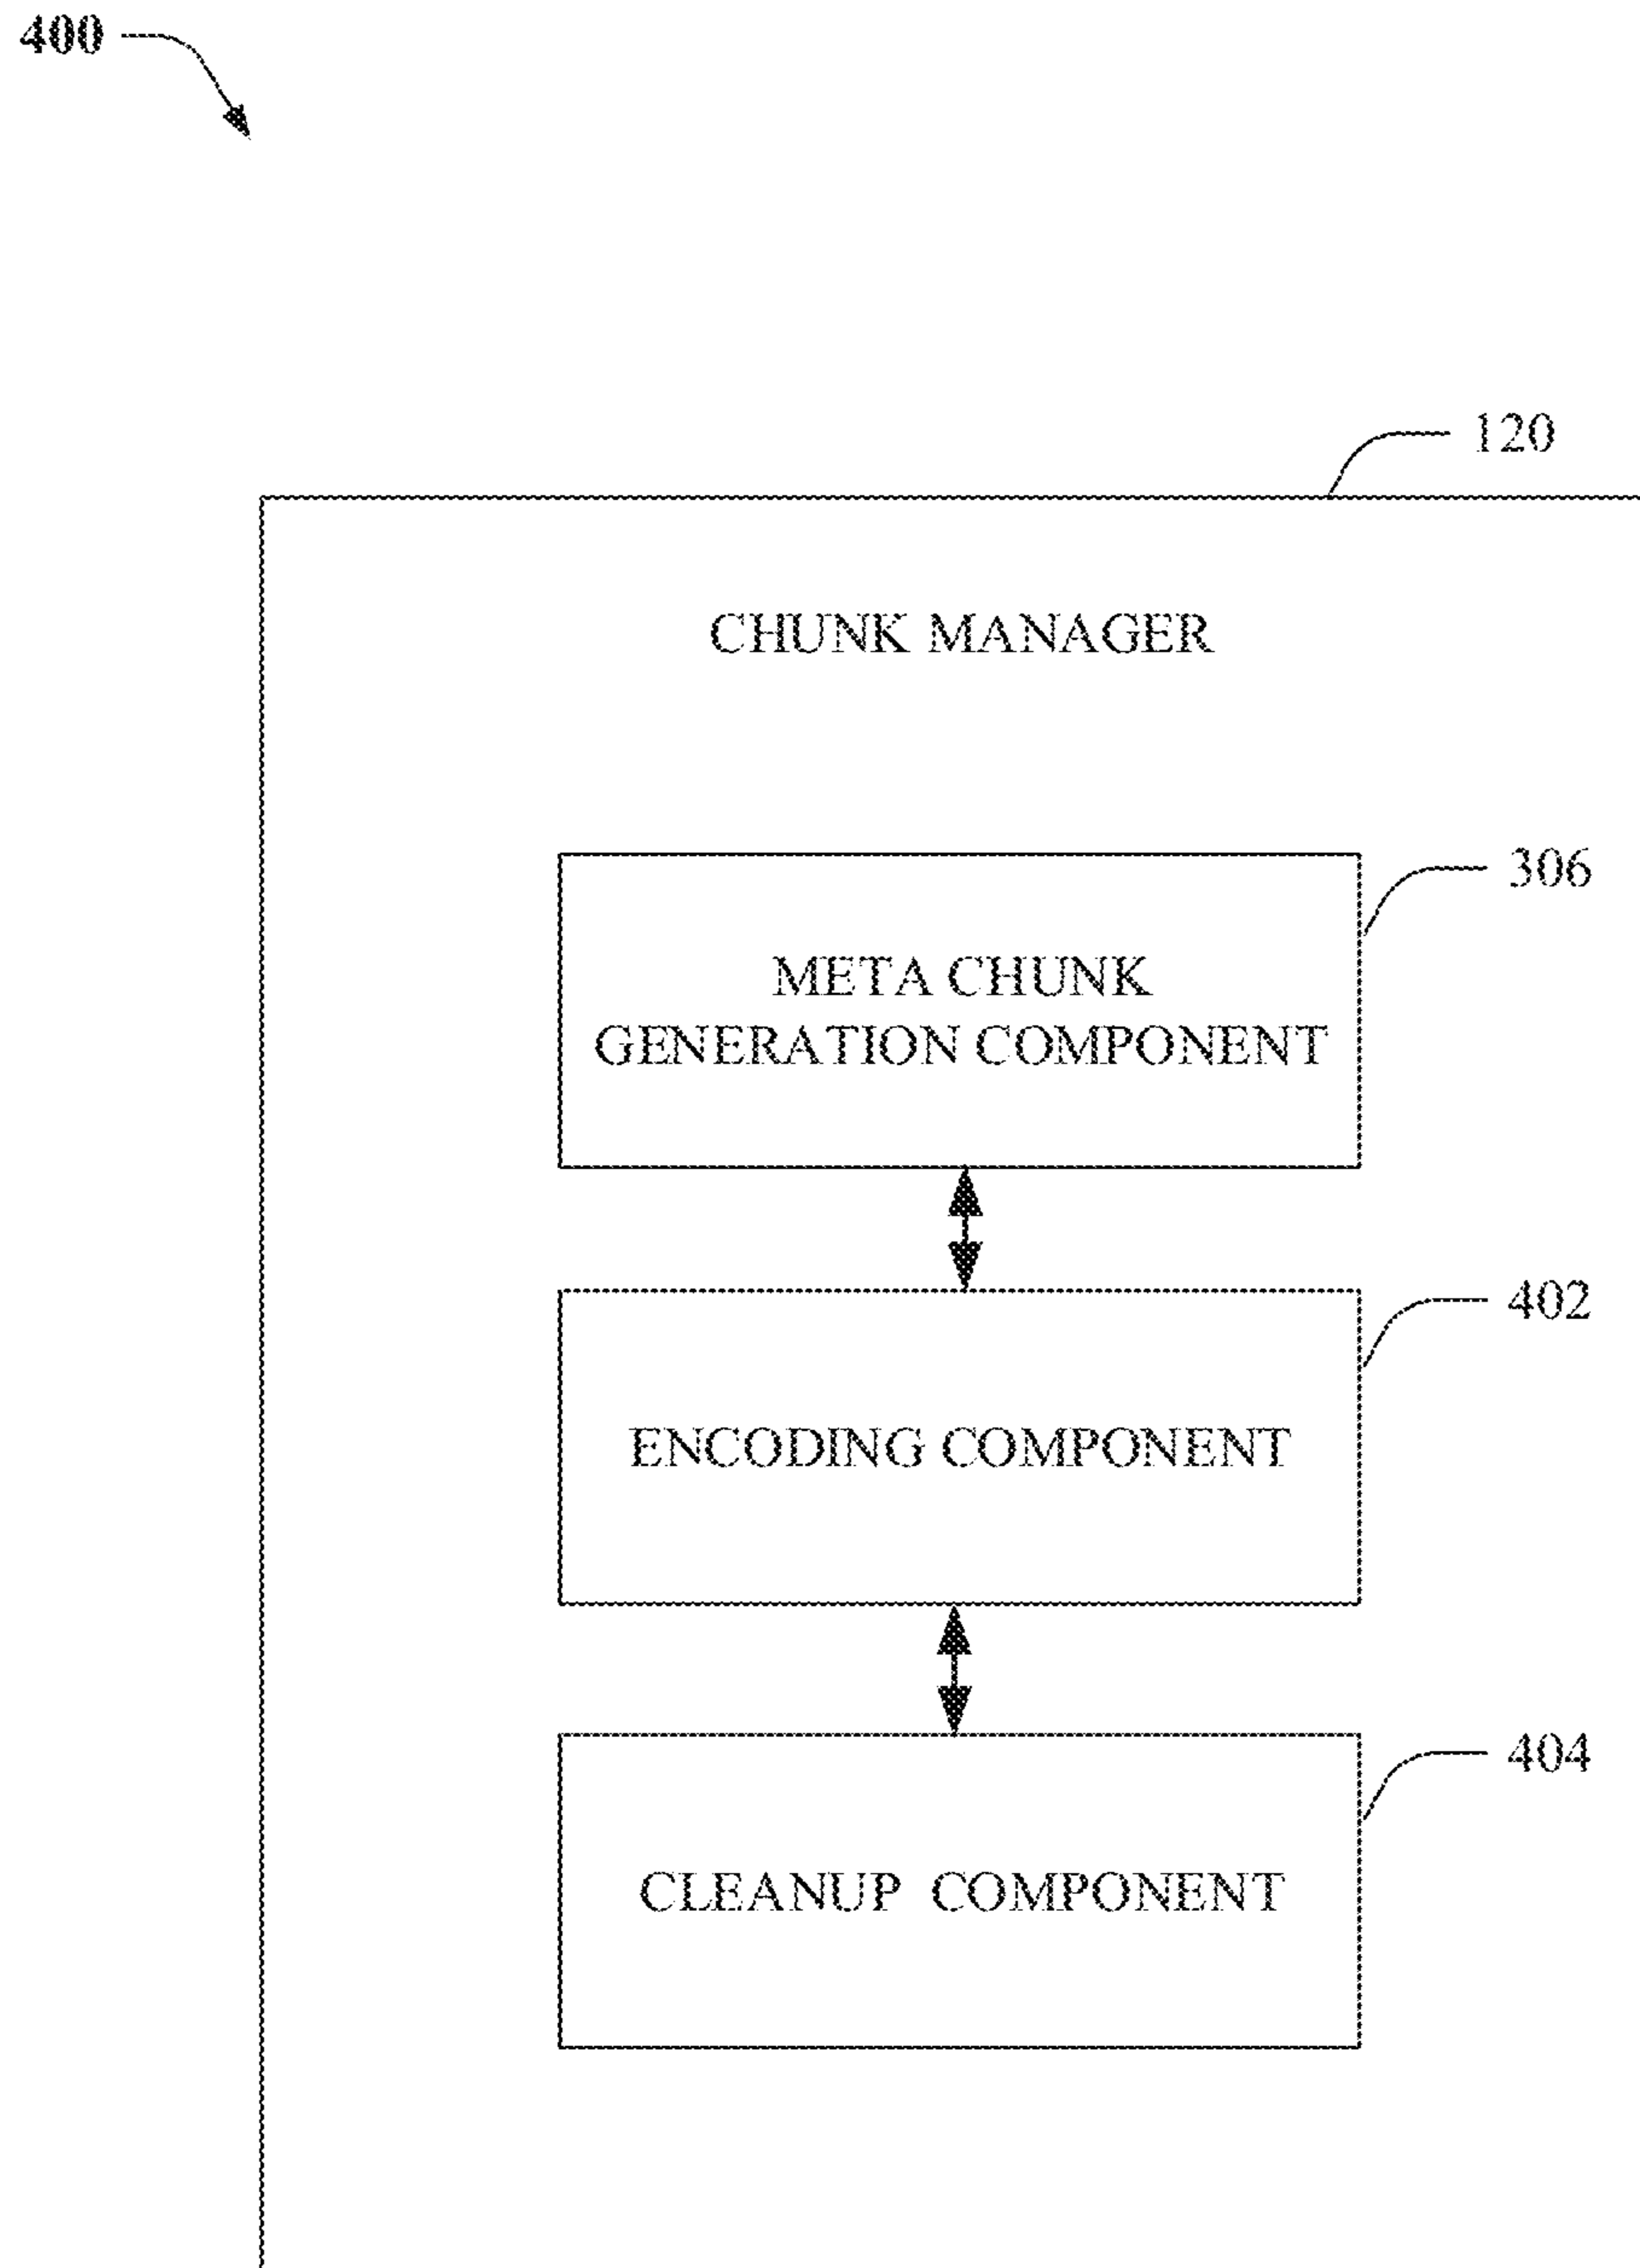 400
120
CHUNK MANAGER
306
META CHUNK
GENERATION COMPONENT
402
ENCODING COMPONENT
404
CLEANUP COMPONENT